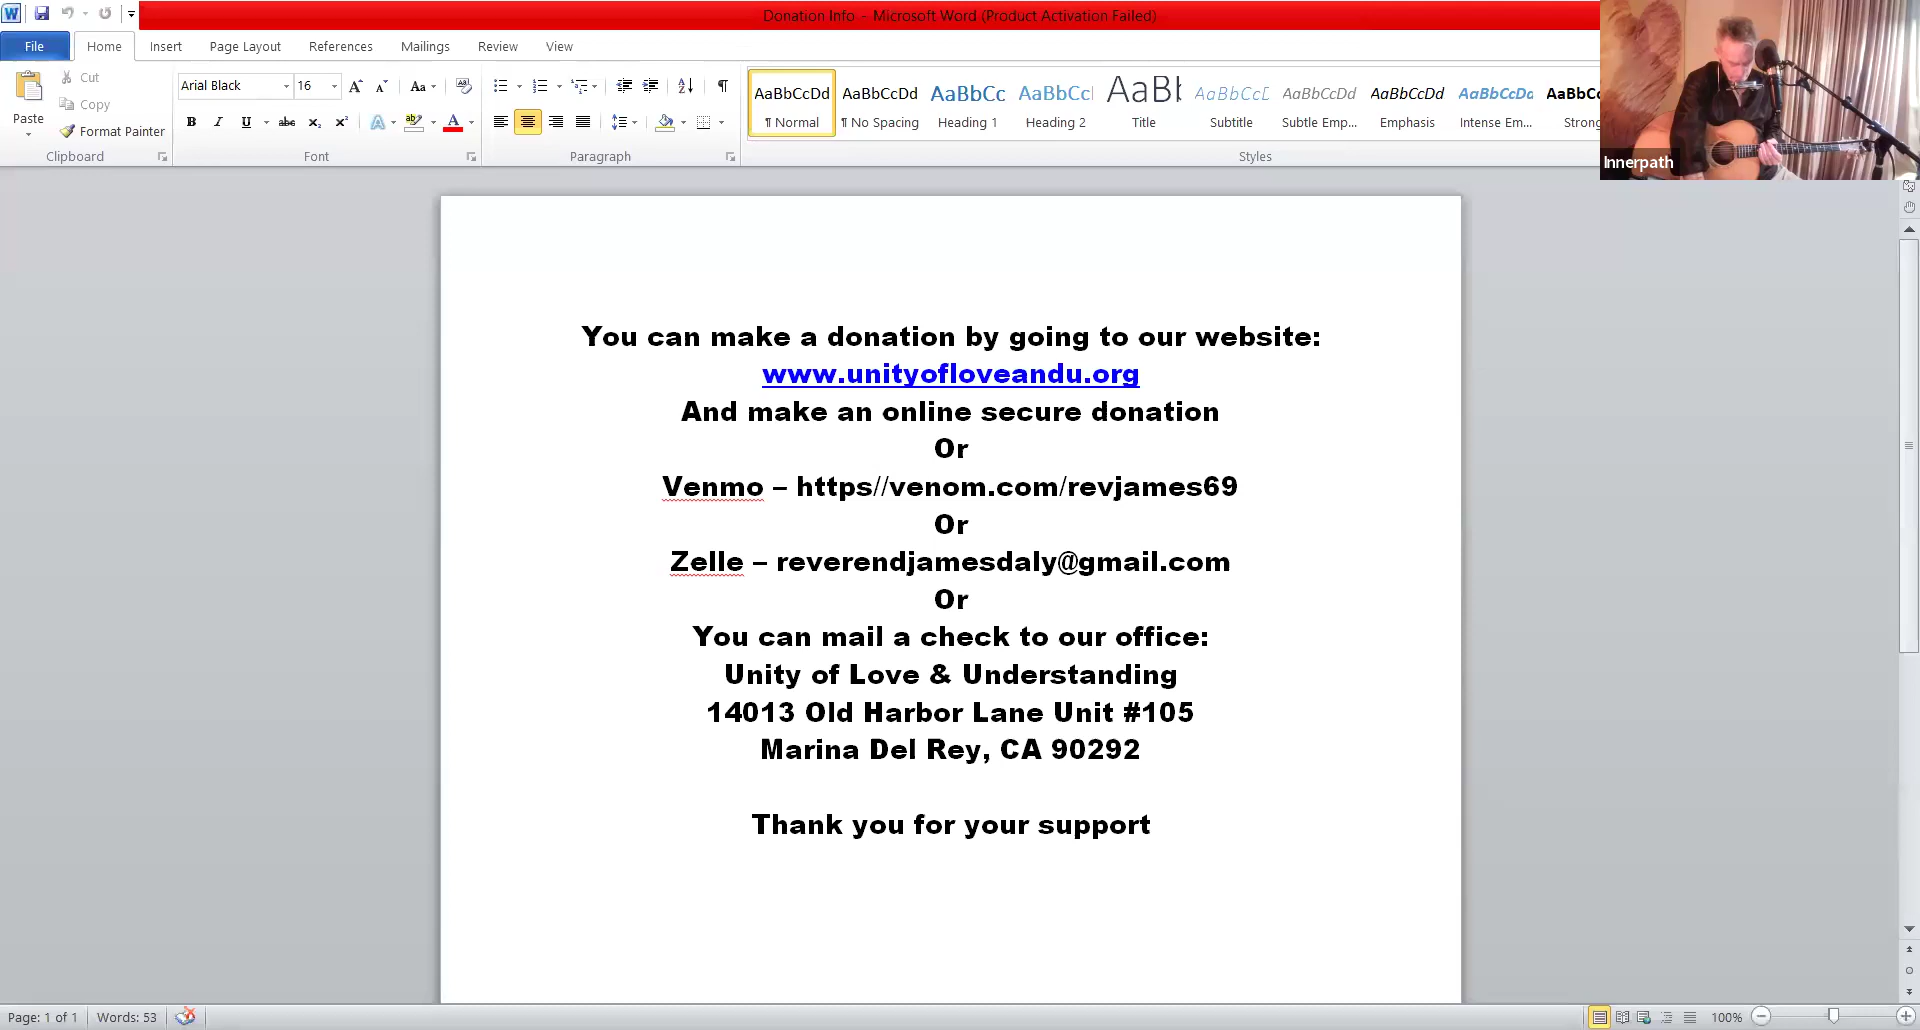 Donation Info - Microsoft Word (Product Activation Failed)
File Home Insert Page Layout References Mailings Review View
Cut
Copy
Format Painter
Paste
Clipboard
Arial Black 16
Font
Paragraph
AaBbCcDd AaBbCcDd AaBbCc AaBbCc AaB AaBbCcD AaBbCcDd AaBbCcDd AaBbCcDd AaBbCc
¶ Normal ¶ No Spacing Heading 1 Heading 2 Title Subtitle Subtle Emp... Emphasis Intense Em... Strong
Styles
Innerpath
You can make a donation by going to our website:
www.unityofloveandu.org
And make an online secure donation
Or
Venmo – https//venom.com/revjames69
Or
Zelle – reverendjamesdaly@gmail.com
Or
You can mail a check to our office:
Unity of Love & Understanding
14013 Old Harbor Lane Unit #105
Marina Del Rey, CA 90292
Thank you for your support
Page: 1 of 1 Words: 53 100%